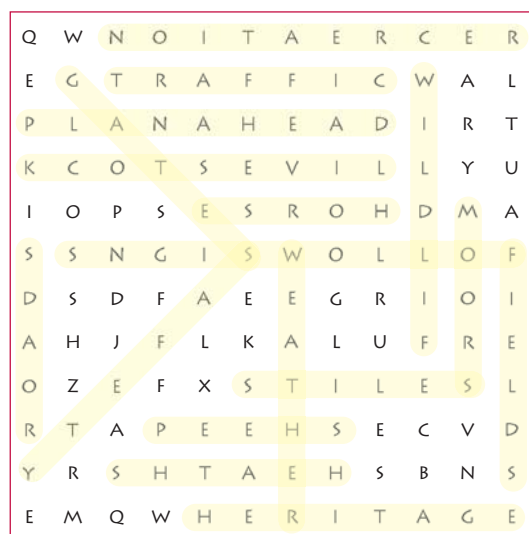 Q W N O I T A E R C E R
E G T R A F F I C W A L
P L A N A H E A D I R T
K C O T S E V I L L Y U
I O P S E S R O H D M A
S S N G I S W O L L O F
D S D F A E E G R I O I
A H J F L K A L U F R E
O Z E F X S T I L E S L
R T A P E E H S E C V D
Y R S H T A E H S B N S
E M Q W H E R I T A G E